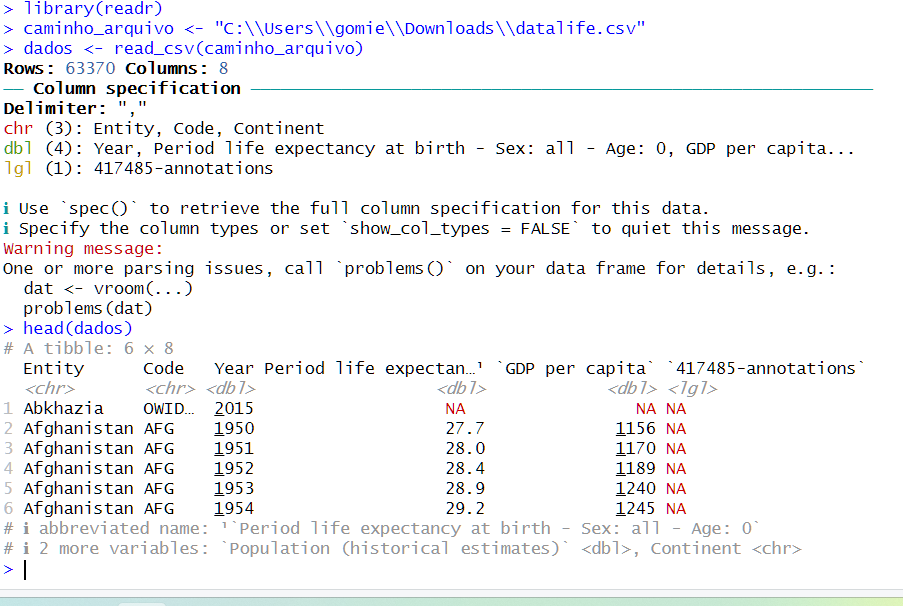 > library(readr)
> caminho_arquivo <- "C:\\Users\\gomie\\Downloads\\datalife.csv"
> dados <- read_csv(caminho_arquivo)
Rows: 63370 Columns: 8
── Column specification ──────────────────────────────
Delimiter: ","
chr (3): Entity, Code, Continent
dbl (4): Year, Period life expectancy at birth - Sex: all - Age: 0, GDP per capita...
lgl (1): 417485-annotations
ℹ Use `spec()` to retrieve the full column specification for this data.
ℹ Specify the column types or set `show_col_types = FALSE` to quiet this message.
Warning message:
One or more parsing issues, call `problems()` on your data frame for details, e.g.:
  dat <- vroom(...)
  problems(dat)
> head(dados)
# A tibble: 6 × 8
  Entity      Code   Year Period life expectan…¹ `GDP per capita` `417485-annotations`
  <chr>       <chr> <dbl>                  <dbl>            <dbl> <lgl>
1 Abkhazia    OWID…  2015                   NA                 NA NA
2 Afghanistan AFG    1950                   27.7             1156 NA
3 Afghanistan AFG    1951                   28.0             1170 NA
4 Afghanistan AFG    1952                   28.4             1189 NA
5 Afghanistan AFG    1953                   28.9             1240 NA
6 Afghanistan AFG    1954                   29.2             1245 NA
# ℹ abbreviated name: ¹`Period life expectancy at birth - Sex: all - Age: 0`
# ℹ 2 more variables: `Population (historical estimates)` <dbl>, Continent <chr>
>